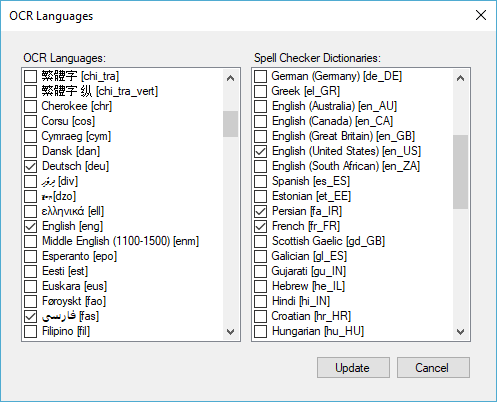 OCR Languages
OCR Languages:
繁體字 [chi_tra]
繁體字 纵 [chi_tra_vert]
Cherokee [chr]
Corsu [cos]
Cymraeg [cym]
Dansk [dan]
Deutsch [deu]
ދިވެހި [div]
[dzo]
ελληνικά [ell]
English [eng]
Middle English (1100-1500) [enm]
Esperanto [epo]
Eesti [est]
Euskara [eus]
Føroyskt [fao]
فارسی [fas]
Filipino [fil]
Spell Checker Dictionaries:
German (Germany) [de_DE]
Greek [el_GR]
English (Australia) [en_AU]
English (Canada) [en_CA]
English (Great Britain) [en_GB]
English (United States) [en_US]
English (South African) [en_ZA]
Spanish [es_ES]
Estonian [et_EE]
Persian [fa_IR]
French [fr_FR]
Scottish Gaelic [gd_GB]
Galician [gl_ES]
Gujarati [gu_IN]
Hebrew [he_IL]
Hindi [hi_IN]
Croatian [hr_HR]
Hungarian [hu_HU]
Update
Cancel